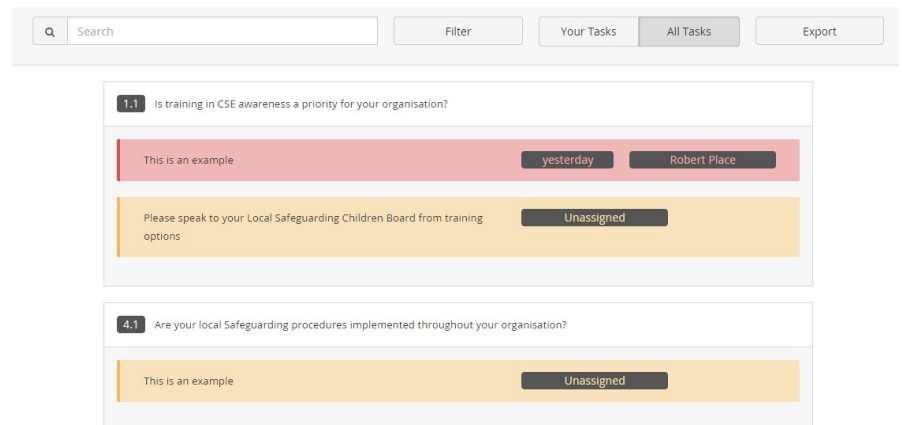 Search Filter Your Tasks All Tasks Export
1.1 Is training in CSE awareness a priority for your organisation?
This is an example yesterday Robert Place
Please speak to your Local Safeguarding Children Board from training Unassigned
options
4.1 Are your local Safeguarding procedures implemented throughout your organisation?
This is an example Unassigned